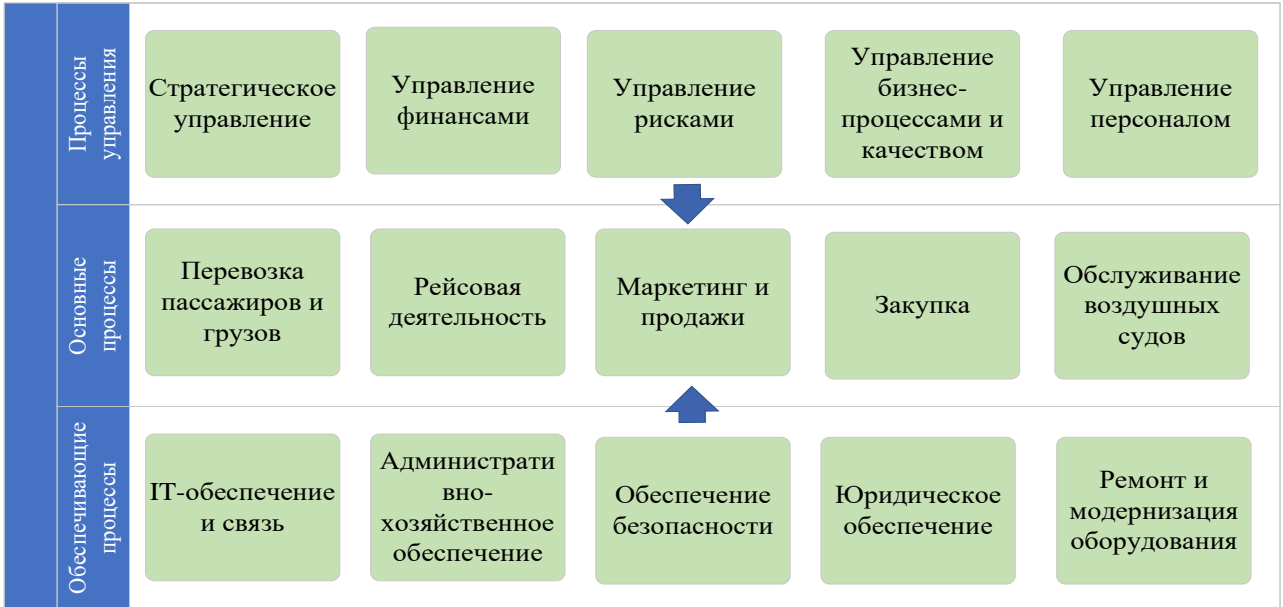 Процессы
управления
Стратегическое
управление
Управление
финансами
Управление
рисками
Управление
бизнес-
процессами и
качеством
Управление
персоналом
Основные
процессы
Перевозка
пассажиров и
грузов
Рейсовая
деятельность
Маркетинг и
продажи
Закупка
Обслуживание
воздушных
судов
Обеспечивающие
процессы
IT-обеспечение
и связь
Администрати
вно-
хозяйственное
обеспечение
Обеспечение
безопасности
Юридическое
обеспечение
Ремонт и
модернизация
оборудования